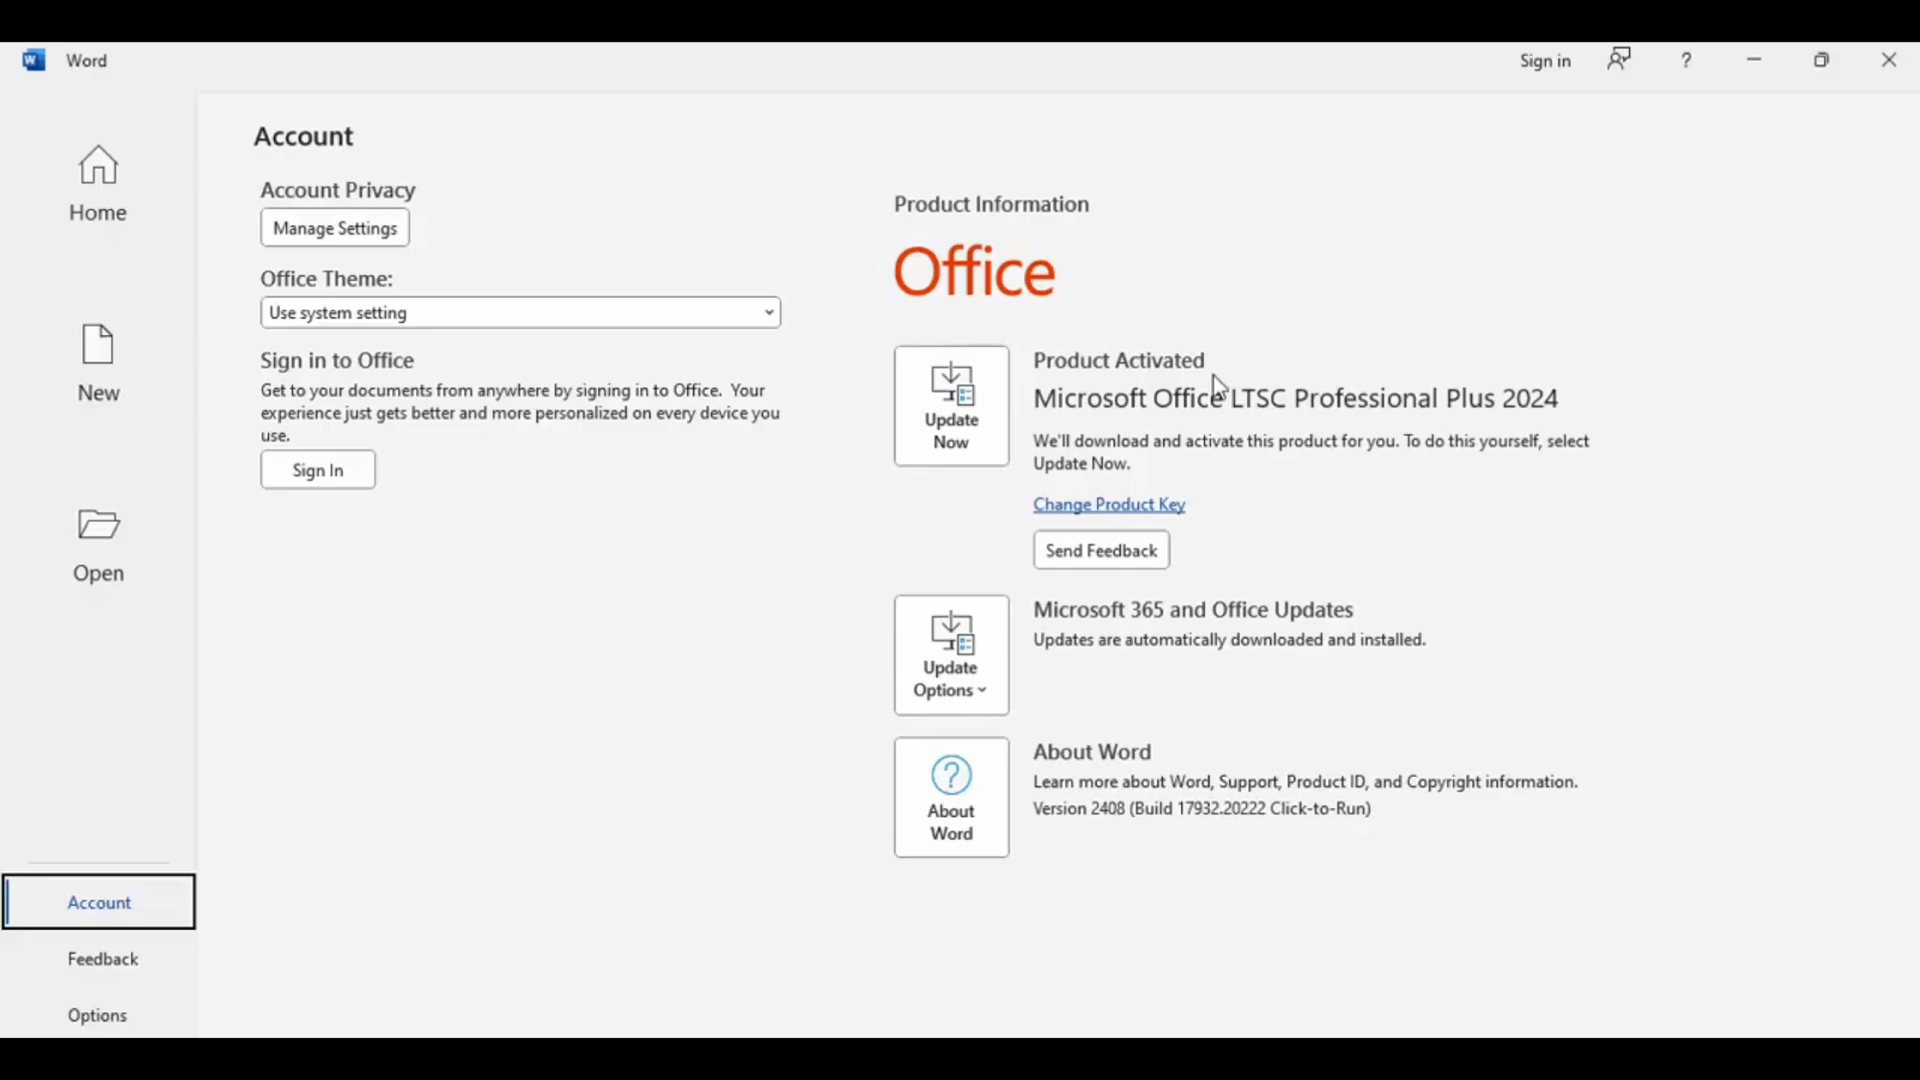 Word
Sign in
?
Home
New
Open
Account
Feedback
Options
Account
Account Privacy
Manage Settings
Office Theme:
Use system setting
Sign in to Office
Get to your documents from anywhere by signing in to Office. Your
experience just gets better and more personalized on every device you
use.
Sign In
Product Information
Office
Update
Now
Product Activated
Microsoft Office LTSC Professional Plus 2024
We'll download and activate this product for you. To do this yourself, select
Update Now.
Change Product Key
Send Feedback
Update
Options
Microsoft 365 and Office Updates
Updates are automatically downloaded and installed.
?
About
Word
About Word
Learn more about Word, Support, Product ID, and Copyright information.
Version 2408 (Build 17932.20222 Click-to-Run)